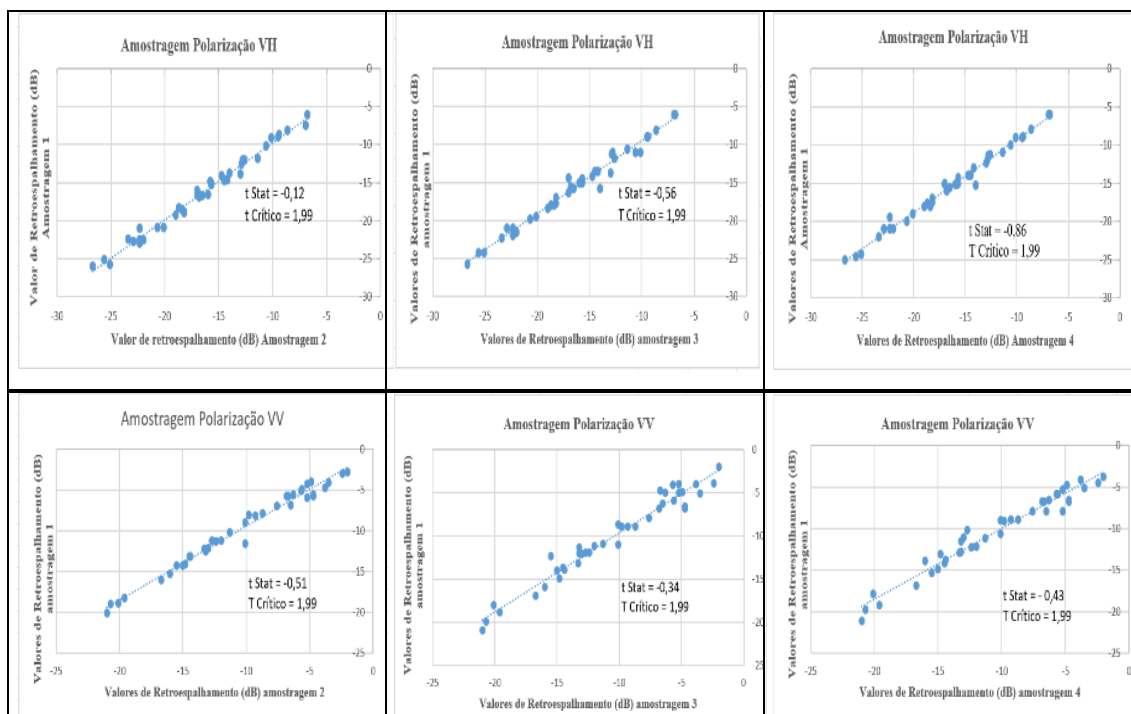 Amostragem Polarização VH
Valor de Retroespalhamento (dB)
Amostragem 1
0
-5
-10
-15
-20
-25
-30
t Stat = -0,12
t Crítico = 1,99
-30
-25
-20
-15
-10
-5
0
Valor de retroespalhamento (dB) Amostragem 2
Amostragem Polarização VH
Valores de Retroespalhamento (dB)
amostragem 1
0
-5
-10
-15
-20
-25
-30
t Stat = -0,56
T Crítico = 1,99
-30
-25
-20
-15
-10
-5
0
Valores de Retroespalhamento (dB) amostragem 3
Amostragem Polarização VH
Valores de Retroespalhamento (dB)
Amostragem 1
0
-5
-10
-15
-20
-25
-30
t Stat = -0,86
T Crítico = 1,99
-30
-25
-20
-15
-10
-5
0
Valores de Retroespalhamento (dB) Amostragem 4
Amostragem Polarização VV
Valores de Retroespalhamento (dB)
amostragem 1
0
-5
-10
-15
-20
-25
t Stat = -0,51
T Crítico = 1,99
-25
-20
-15
-10
-5
0
Valores de Retroespalhamento (dB) amostragem 2
Amostragem Polarização VV
Valores de Retroespalhamento (dB)
amostragem 1
0
-5
-10
-15
-20
-25
t Stat = -0,34
T Crítico = 1,99
-25
-20
-15
-10
-5
0
Valores de Retroespalhamento (dB) amostragem 3
Amostragem Polarização VV
Valores de Retroespalhamento (dB)
amostragem 1
0
-5
-10
-15
-20
-25
t Stat = - 0,43
T Crítico = 1,99
-25
-20
-15
-10
-5
0
Valores de Retroespalhamento (dB) amostragem 4